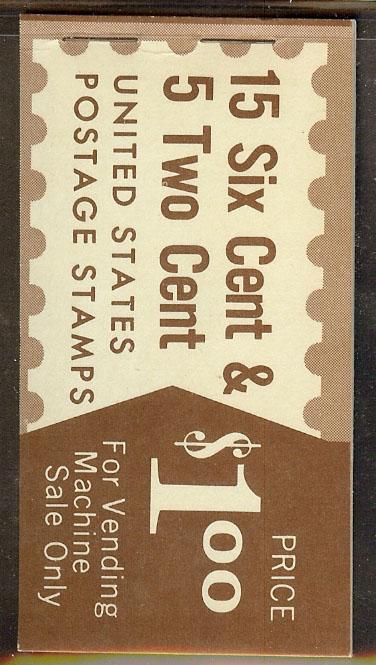 15 Six Cent &
5 Two Cent
UNITED STATES
POSTAGE STAMPS
PRICE
$1.00
For Vending
Machine
Sale Only